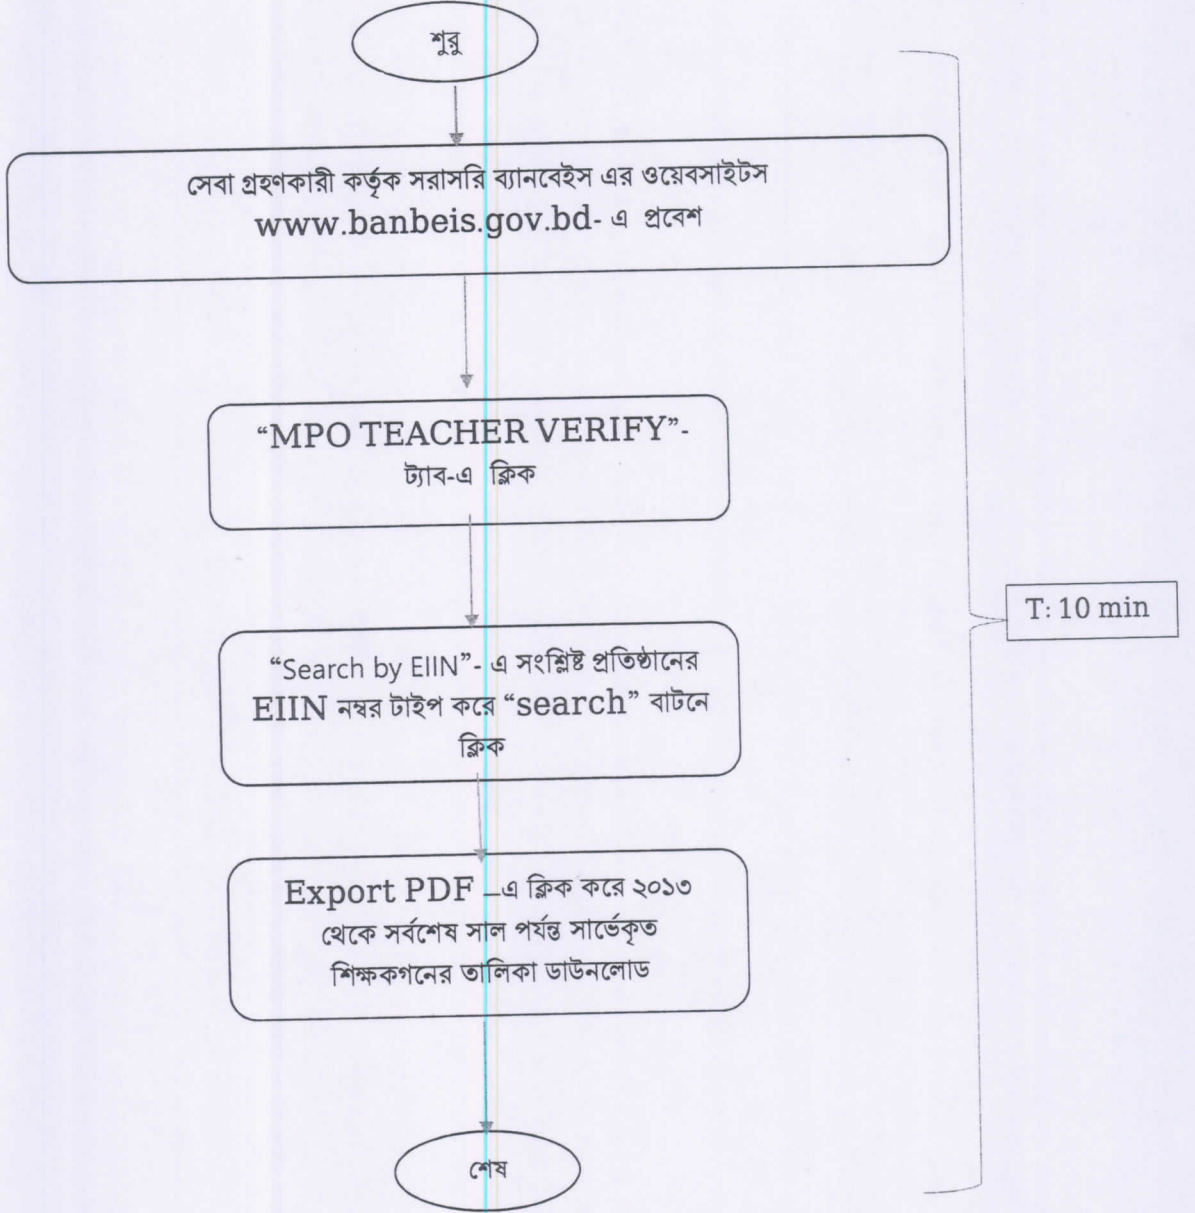 শুরু
সেবা গ্রহণকারী কর্তৃক সরাসরি ব্যানবেইস এর ওয়েবসাইটস
www.banbeis.gov.bd- এ প্রবেশ
“MPO TEACHER VERIFY”-
ট্যাব-এ ক্লিক
“Search by EIIN”- এ সংশ্লিষ্ট প্রতিষ্ঠানের
EIIN নম্বর টাইপ করে “search” বাটনে
ক্লিক
T: 10 min
Export PDF –এ ক্লিক করে ২০১৩
থেকে সর্বশেষ সাল পর্যন্ত সার্ভেকৃত
শিক্ষকগনের তালিকা ডাউনলোড
শেষ